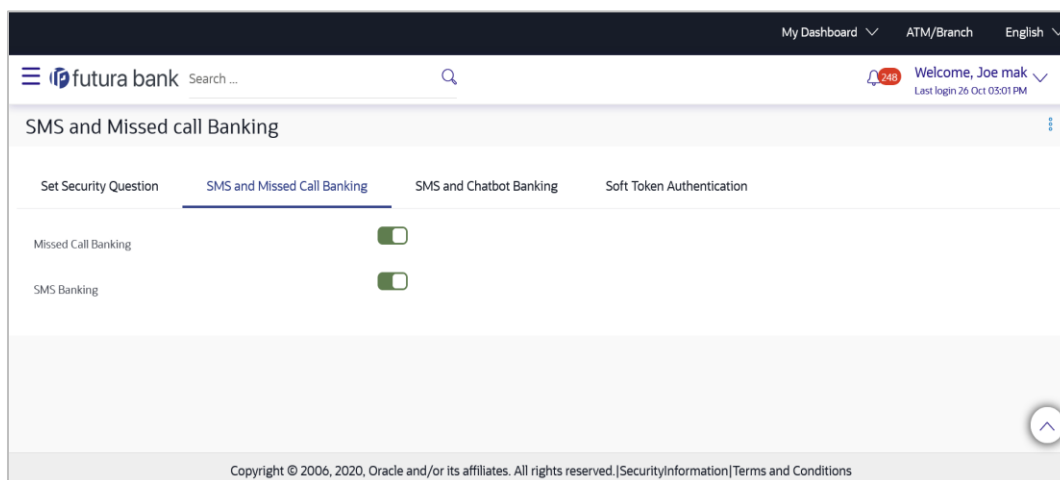 My Dashboard ATM/Branch English
futura bank Search ... 248 Welcome, Joe mak
Last login 26 Oct 03:01 PM
SMS and Missed call Banking
Set Security Question SMS and Missed Call Banking SMS and Chatbot Banking Soft Token Authentication
Missed Call Banking
SMS Banking
Copyright © 2006, 2020, Oracle and/or its affiliates. All rights reserved.|SecurityInformation|Terms and Conditions